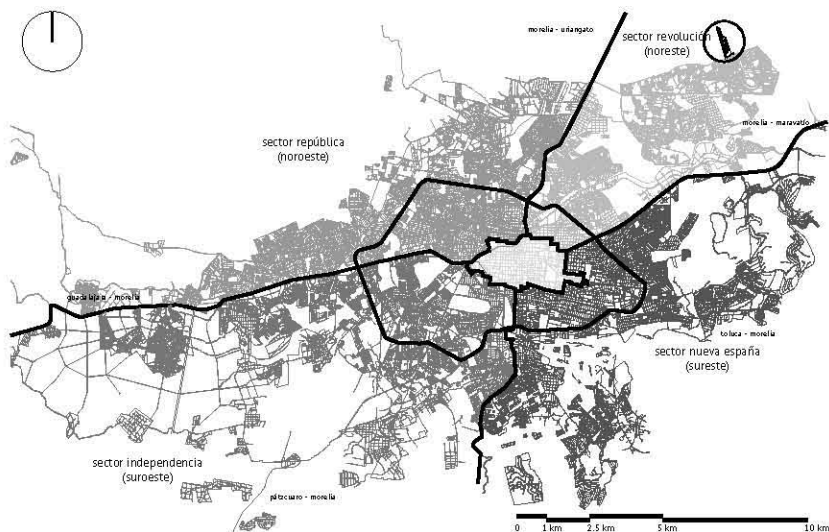 morelia - uriangato
sector revolución
(noreste)
morelia - maravatío
sector república
(noroeste)
guadalajara - morelia
toluca - morelia
sector nueva españa
(sureste)
sector independencia
(suroeste)
pátzcuaro - morelia
0 1 km 2.5 km 5 km 10 km